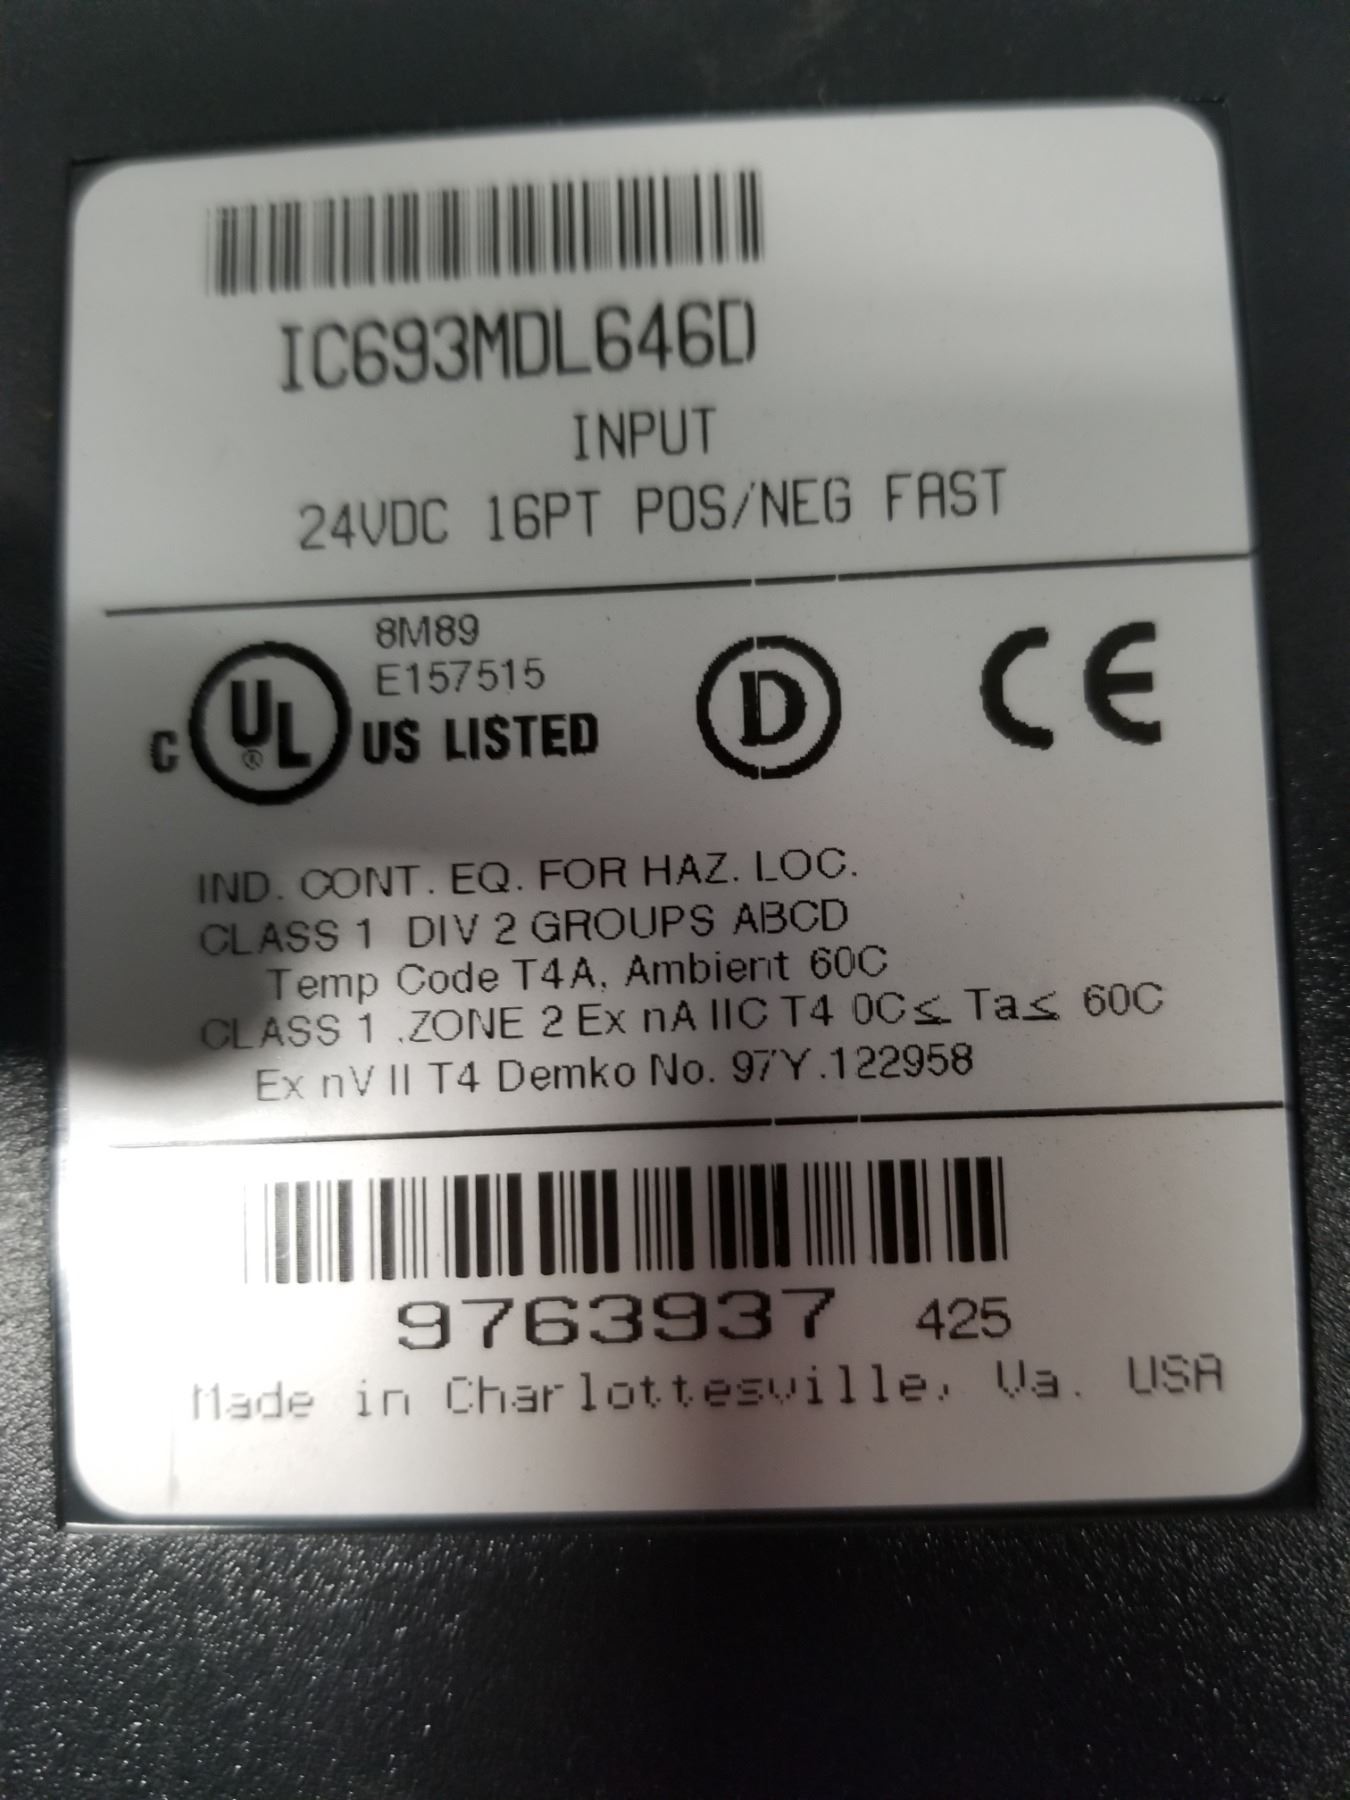 IC693MDL646D
INPUT
24VDC 16PT POS/NEG FAST
8M89
E157515
C UL ® US LISTED
D
CE
IND. CONT. EQ. FOR HAZ. LOC.
CLASS 1 DIV 2 GROUPS ABCD
Temp Code T4A, Ambient 60C
CLASS 1 .ZONE 2 Ex nA IIC T4 0C≤ Ta≤ 60C
Ex nV II T4 Demko No. 97Y.122958
9763937 425
Made in Charlottesville, Va. USA